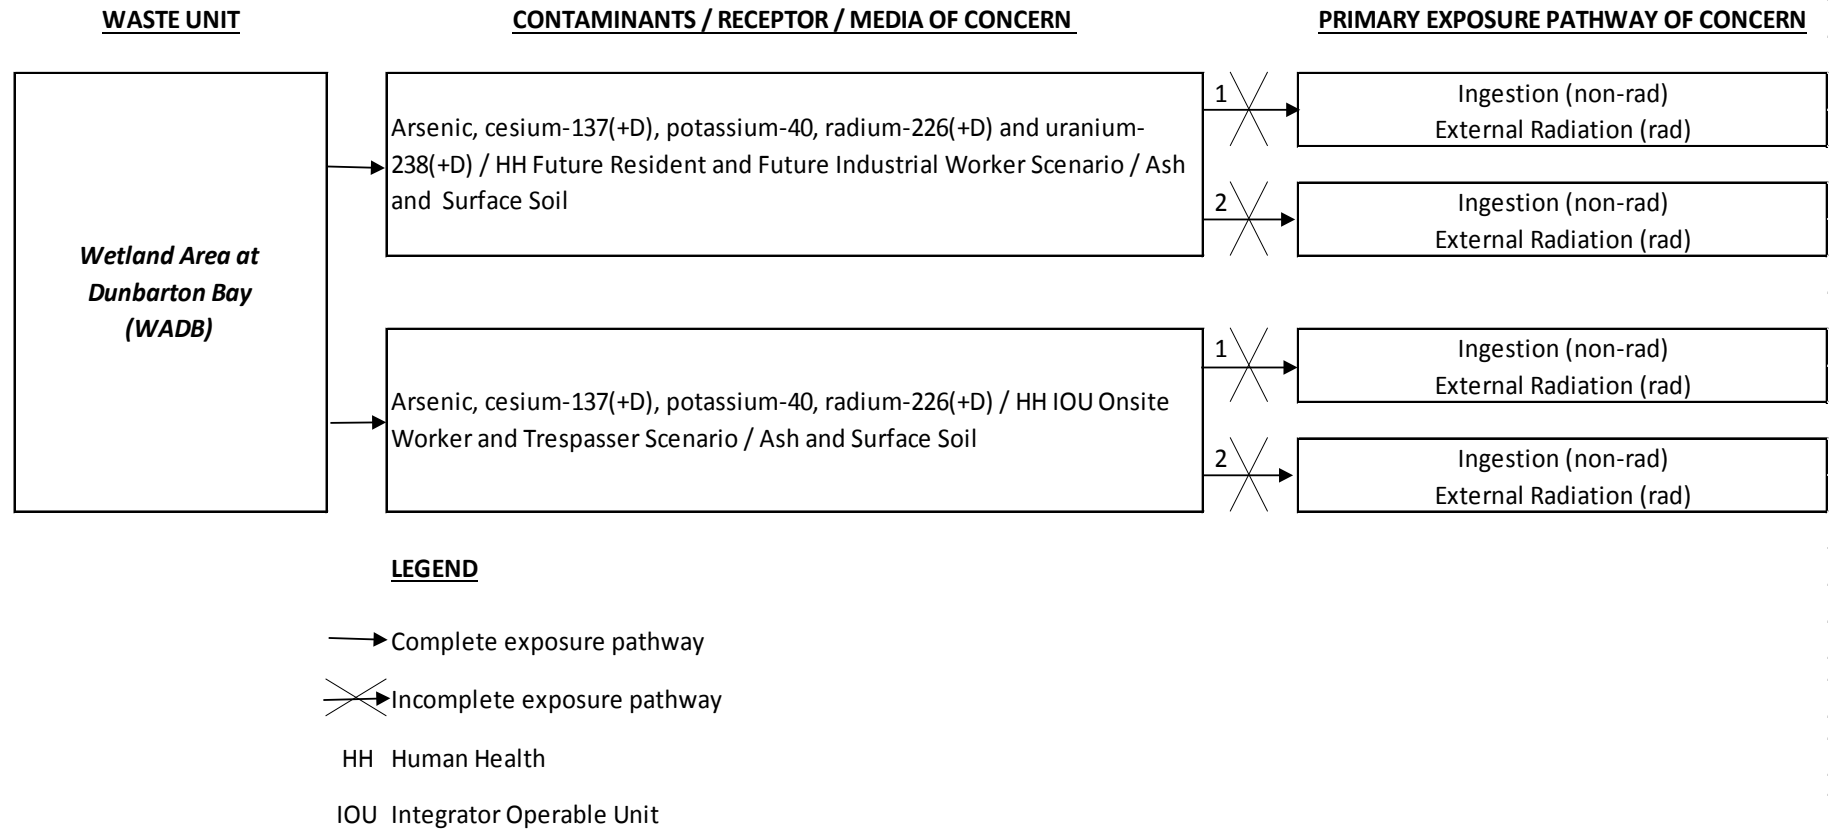 WASTE UNIT
CONTAMINANTS / RECEPTOR / MEDIA OF CONCERN
PRIMARY EXPOSURE PATHWAY OF CONCERN
Wetland Area at
Dunbarton Bay
(WADB)
Arsenic, cesium-137(+D), potassium-40, radium-226(+D) and uranium-
238(+D) / HH Future Resident and Future Industrial Worker Scenario / Ash
and Surface Soil
1
Ingestion (non-rad)
External Radiation (rad)
2
Ingestion (non-rad)
External Radiation (rad)
Arsenic, cesium-137(+D), potassium-40, radium-226(+D) / HH IOU Onsite
Worker and Trespasser Scenario / Ash and Surface Soil
1
Ingestion (non-rad)
External Radiation (rad)
2
Ingestion (non-rad)
External Radiation (rad)
LEGEND
Complete exposure pathway
Incomplete exposure pathway
HH Human Health
IOU Integrator Operable Unit